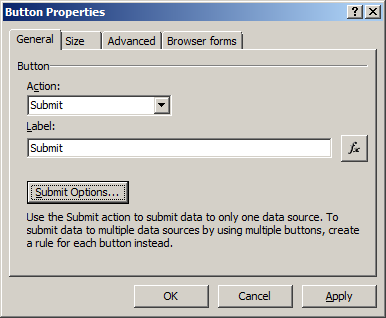 Button Properties
General Size Advanced Browser forms
Button
Action:
Submit
Label:
Submit
fx
Submit Options...
Use the Submit action to submit data to only one data source. To
submit data to multiple data sources by using multiple buttons, create
a rule for each button instead.
OK Cancel Apply